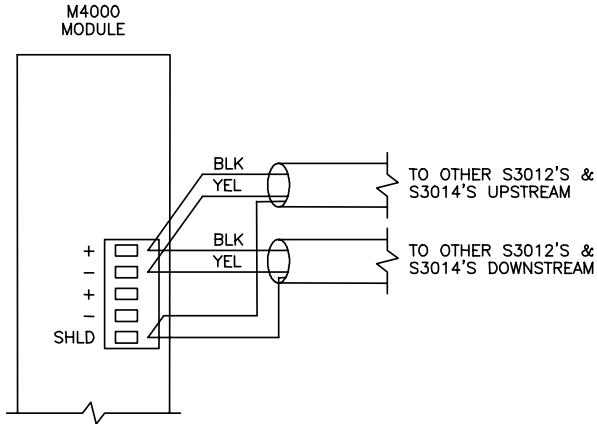 M4000
MODULE
BLK
YEL
TO OTHER S3012'S &
S3014'S UPSTREAM
BLK
YEL
TO OTHER S3012'S &
S3014'S DOWNSTREAM
+
−
+
−
SHLD